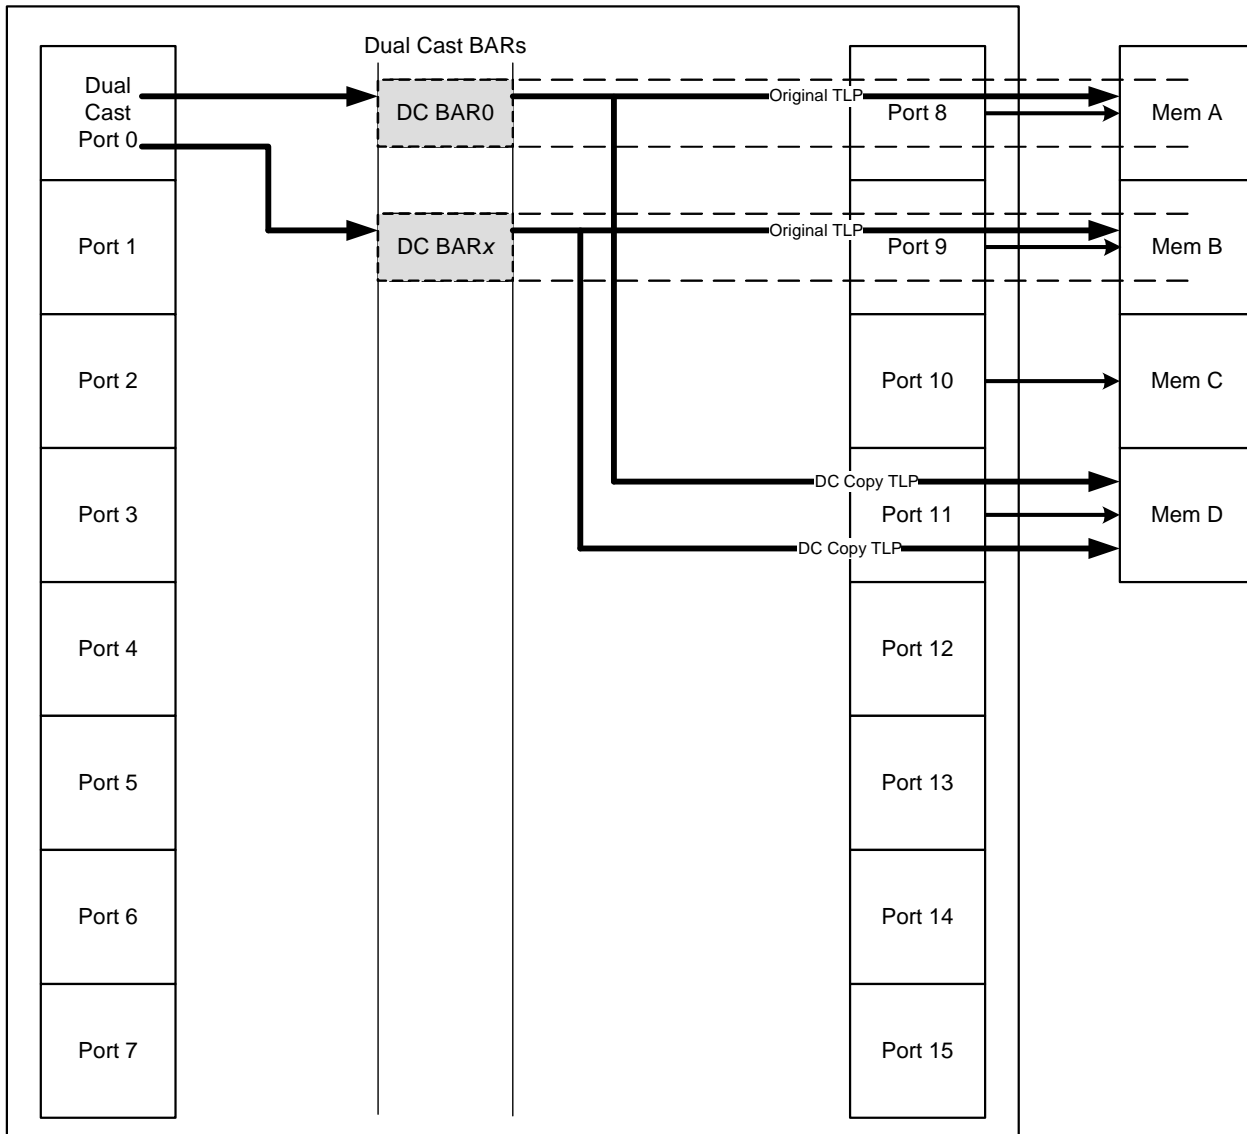 Dual Cast BARs
Dual
Cast
Port 0
DC BAR0
Original TLP
Port 8
Mem A
Port 1
DC BARx
Original TLP
Port 9
Mem B
Port 2
Port 10
Mem C
Port 3
DC Copy TLP
Port 11
DC Copy TLP
Mem D
Port 4
Port 12
Port 5
Port 13
Port 6
Port 14
Port 7
Port 15